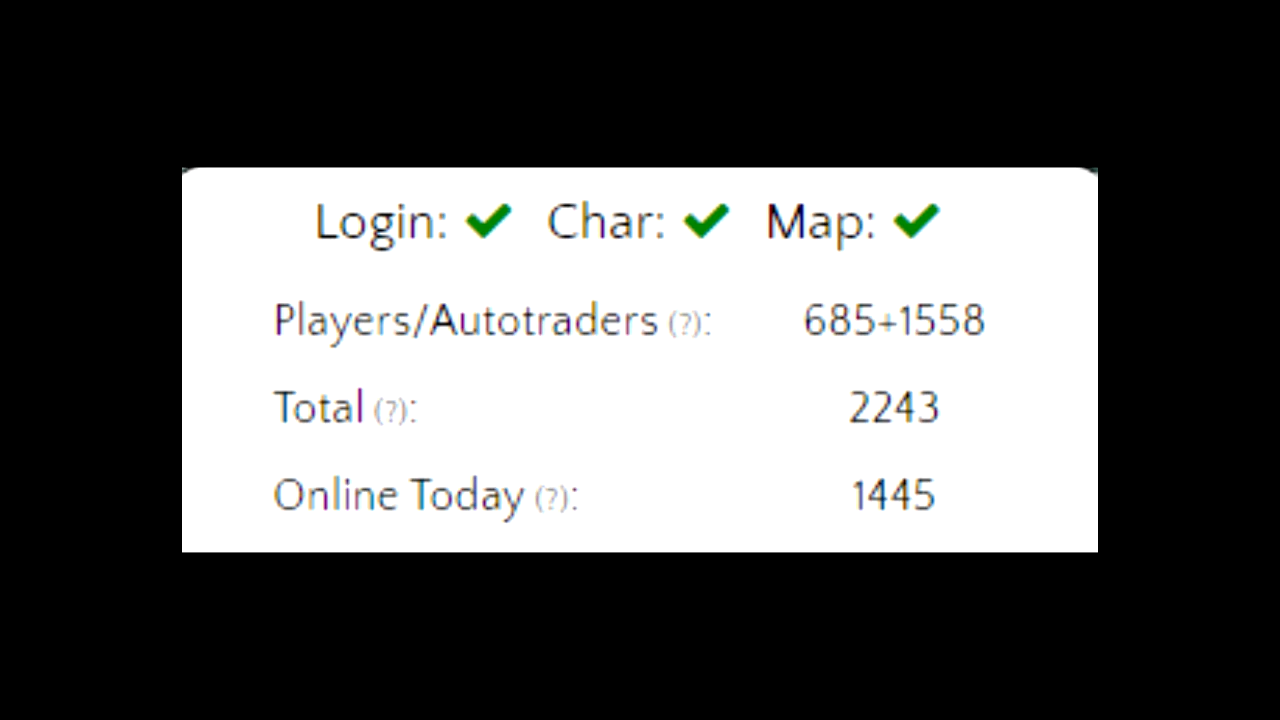 Login: ✔ Char: ✔ Map: ✔
Players/Autotraders (?): 685+1558
Total (?): 2243
Online Today (?): 1445